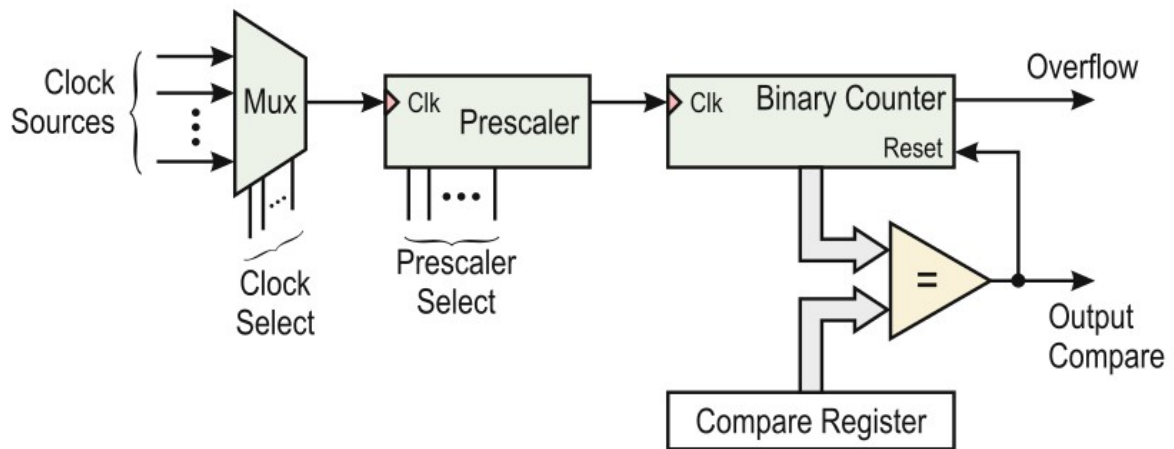 Clock
Sources
Mux
Clock
Select
Clk
Prescaler
Prescaler
Select
Clk
Binary Counter
Reset
Overflow
=
Output
Compare
Compare Register